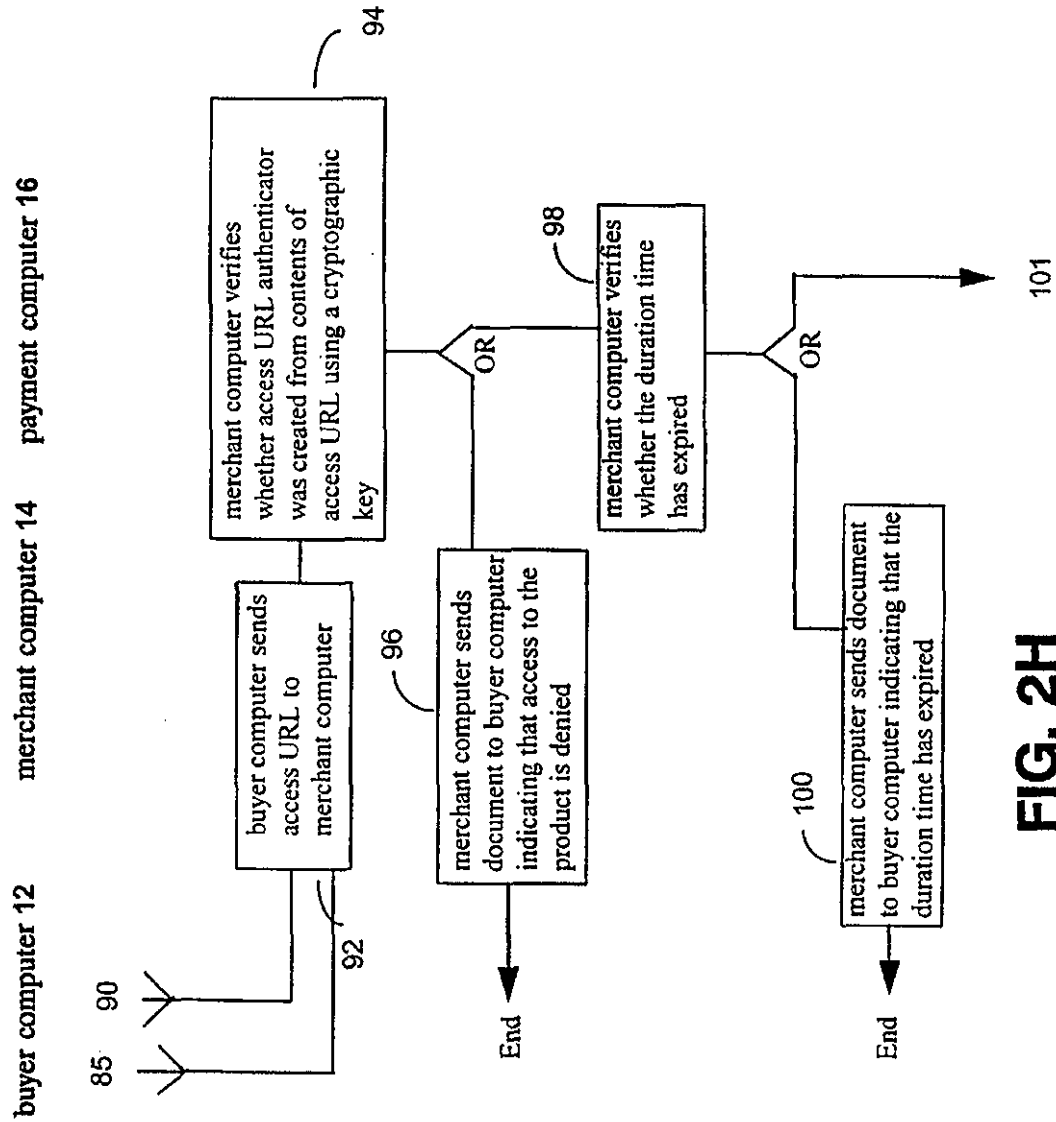 buyer computer 12
merchant computer 14
payment computer 16
85
90
92
buyer computer sends
access URL to
merchant computer
94
merchant computer verifies
whether access URL authenticator
was created from contents of
access URL using a cryptographic
key
OR
96
merchant computer sends
document to buyer computer
indicating that access to the
product is denied
End
98
merchant computer verifies
whether the duration time
has expired
OR
100
merchant computer sends document
to buyer computer indicating that the
duration time has expired
End
101
FIG. 2H